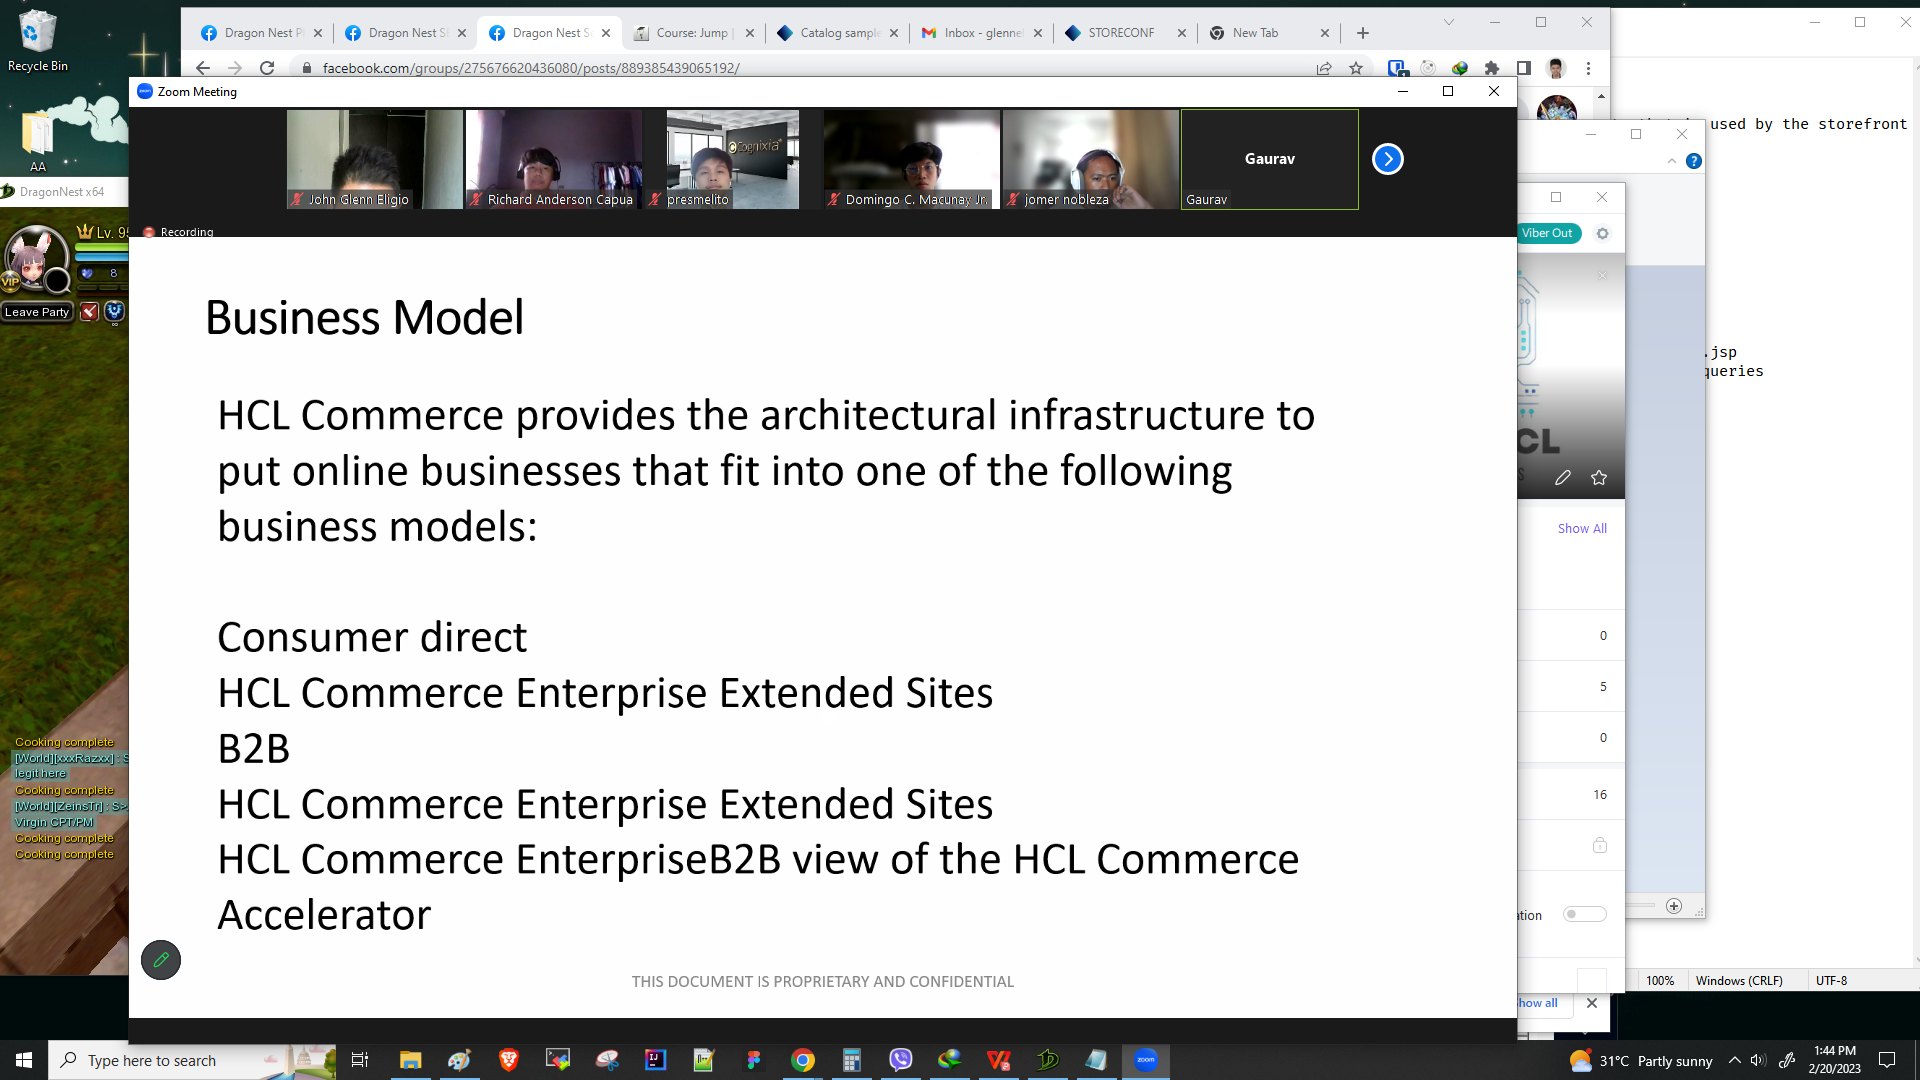 Recycle Bin
AA
DragonNest x64
Lv. 95
8
VIP
Leave Party
Cooking complete
[World][xxxRazxx] : S
legit here
Cooking complete
[World][ZeinsTr] : S>
Virgin CPT/PM
Cooking complete
Cooking complete
Dragon Nest P
Dragon Nest S
Dragon Nest S
Course: Jump |
Catalog sample
Inbox - glennel
STORECONF
New Tab
facebook.com/groups/275676620436080/posts/889385439065192/
Zoom Meeting
John Glenn Eligio
Richard Anderson Capua
Cognixia
presmelito
Domingo C. Macunay Jr.
jomer nobleza
Gaurav
Gaurav
Recording
Business Model
HCL Commerce provides the architectural infrastructure to
put online businesses that fit into one of the following
business models:
Consumer direct
HCL Commerce Enterprise Extended Sites
B2B
HCL Commerce Enterprise Extended Sites
HCL Commerce EnterpriseB2B view of the HCL Commerce
Accelerator
THIS DOCUMENT IS PROPRIETARY AND CONFIDENTIAL
used by the storefront
.jsp
queries
Viber Out
CL
S
Show All
0
5
0
16
ation
100%
Windows (CRLF)
UTF-8
Show all
Type here to search
31°C Partly sunny
1:44 PM
2/20/2023